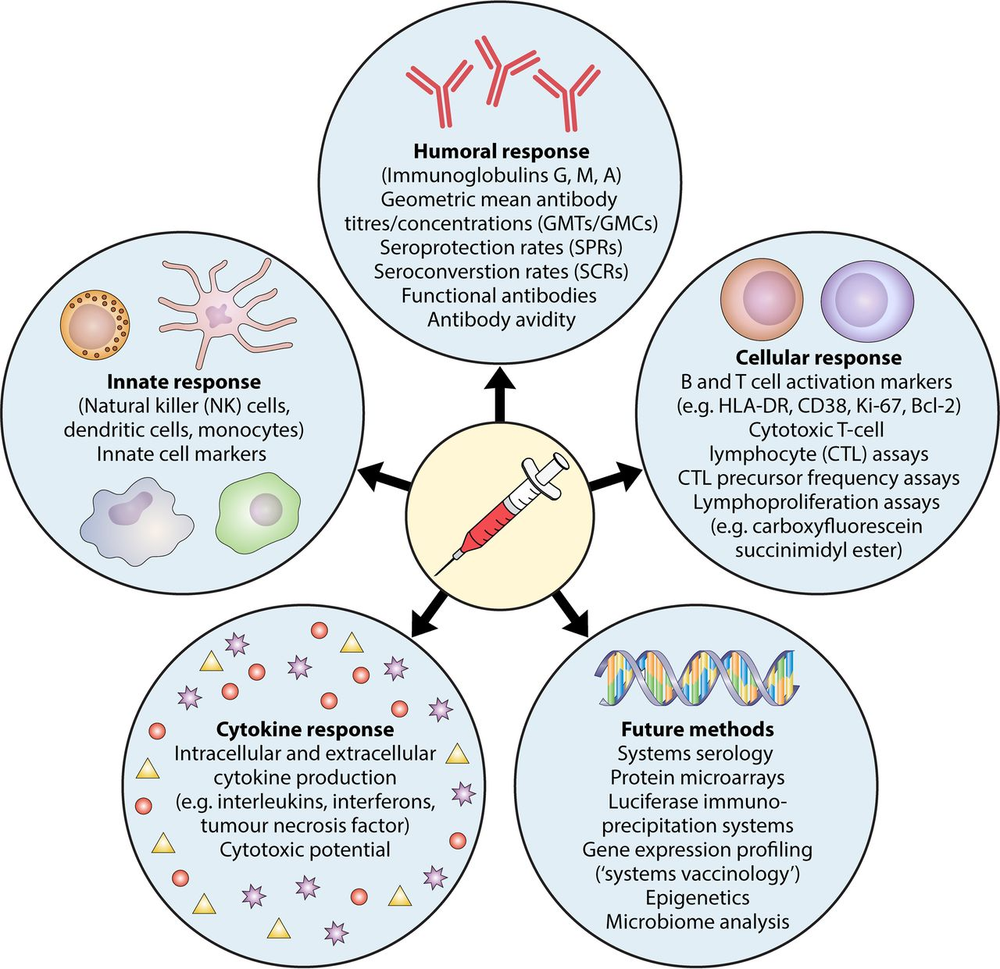 Humoral response
(Immunoglobulins G, M, A)
Geometric mean antibody
titres/concentrations (GMTs/GMCs)
Seroprotection rates (SPRs)
Seroconverstion rates (SCRs)
Functional antibodies
Antibody avidity
Innate response
(Natural killer (NK) cells,
dendritic cells, monocytes)
Innate cell markers
Cellular response
B and T cell activation markers
(e.g. HLA-DR, CD38, Ki-67, Bcl-2)
Cytotoxic T-cell
lymphocyte (CTL) assays
CTL precursor frequency assays
Lymphoproliferation assays
(e.g. carboxyfluorescein
succinimidyl ester)
Cytokine response
Intracellular and extracellular
cytokine production
(e.g. interleukins, interferons,
tumour necrosis factor)
Cytotoxic potential
Future methods
Systems serology
Protein microarrays
Luciferase immuno-
precipitation systems
Gene expression profiling
(‘systems vaccinology’)
Epigenetics
Microbiome analysis